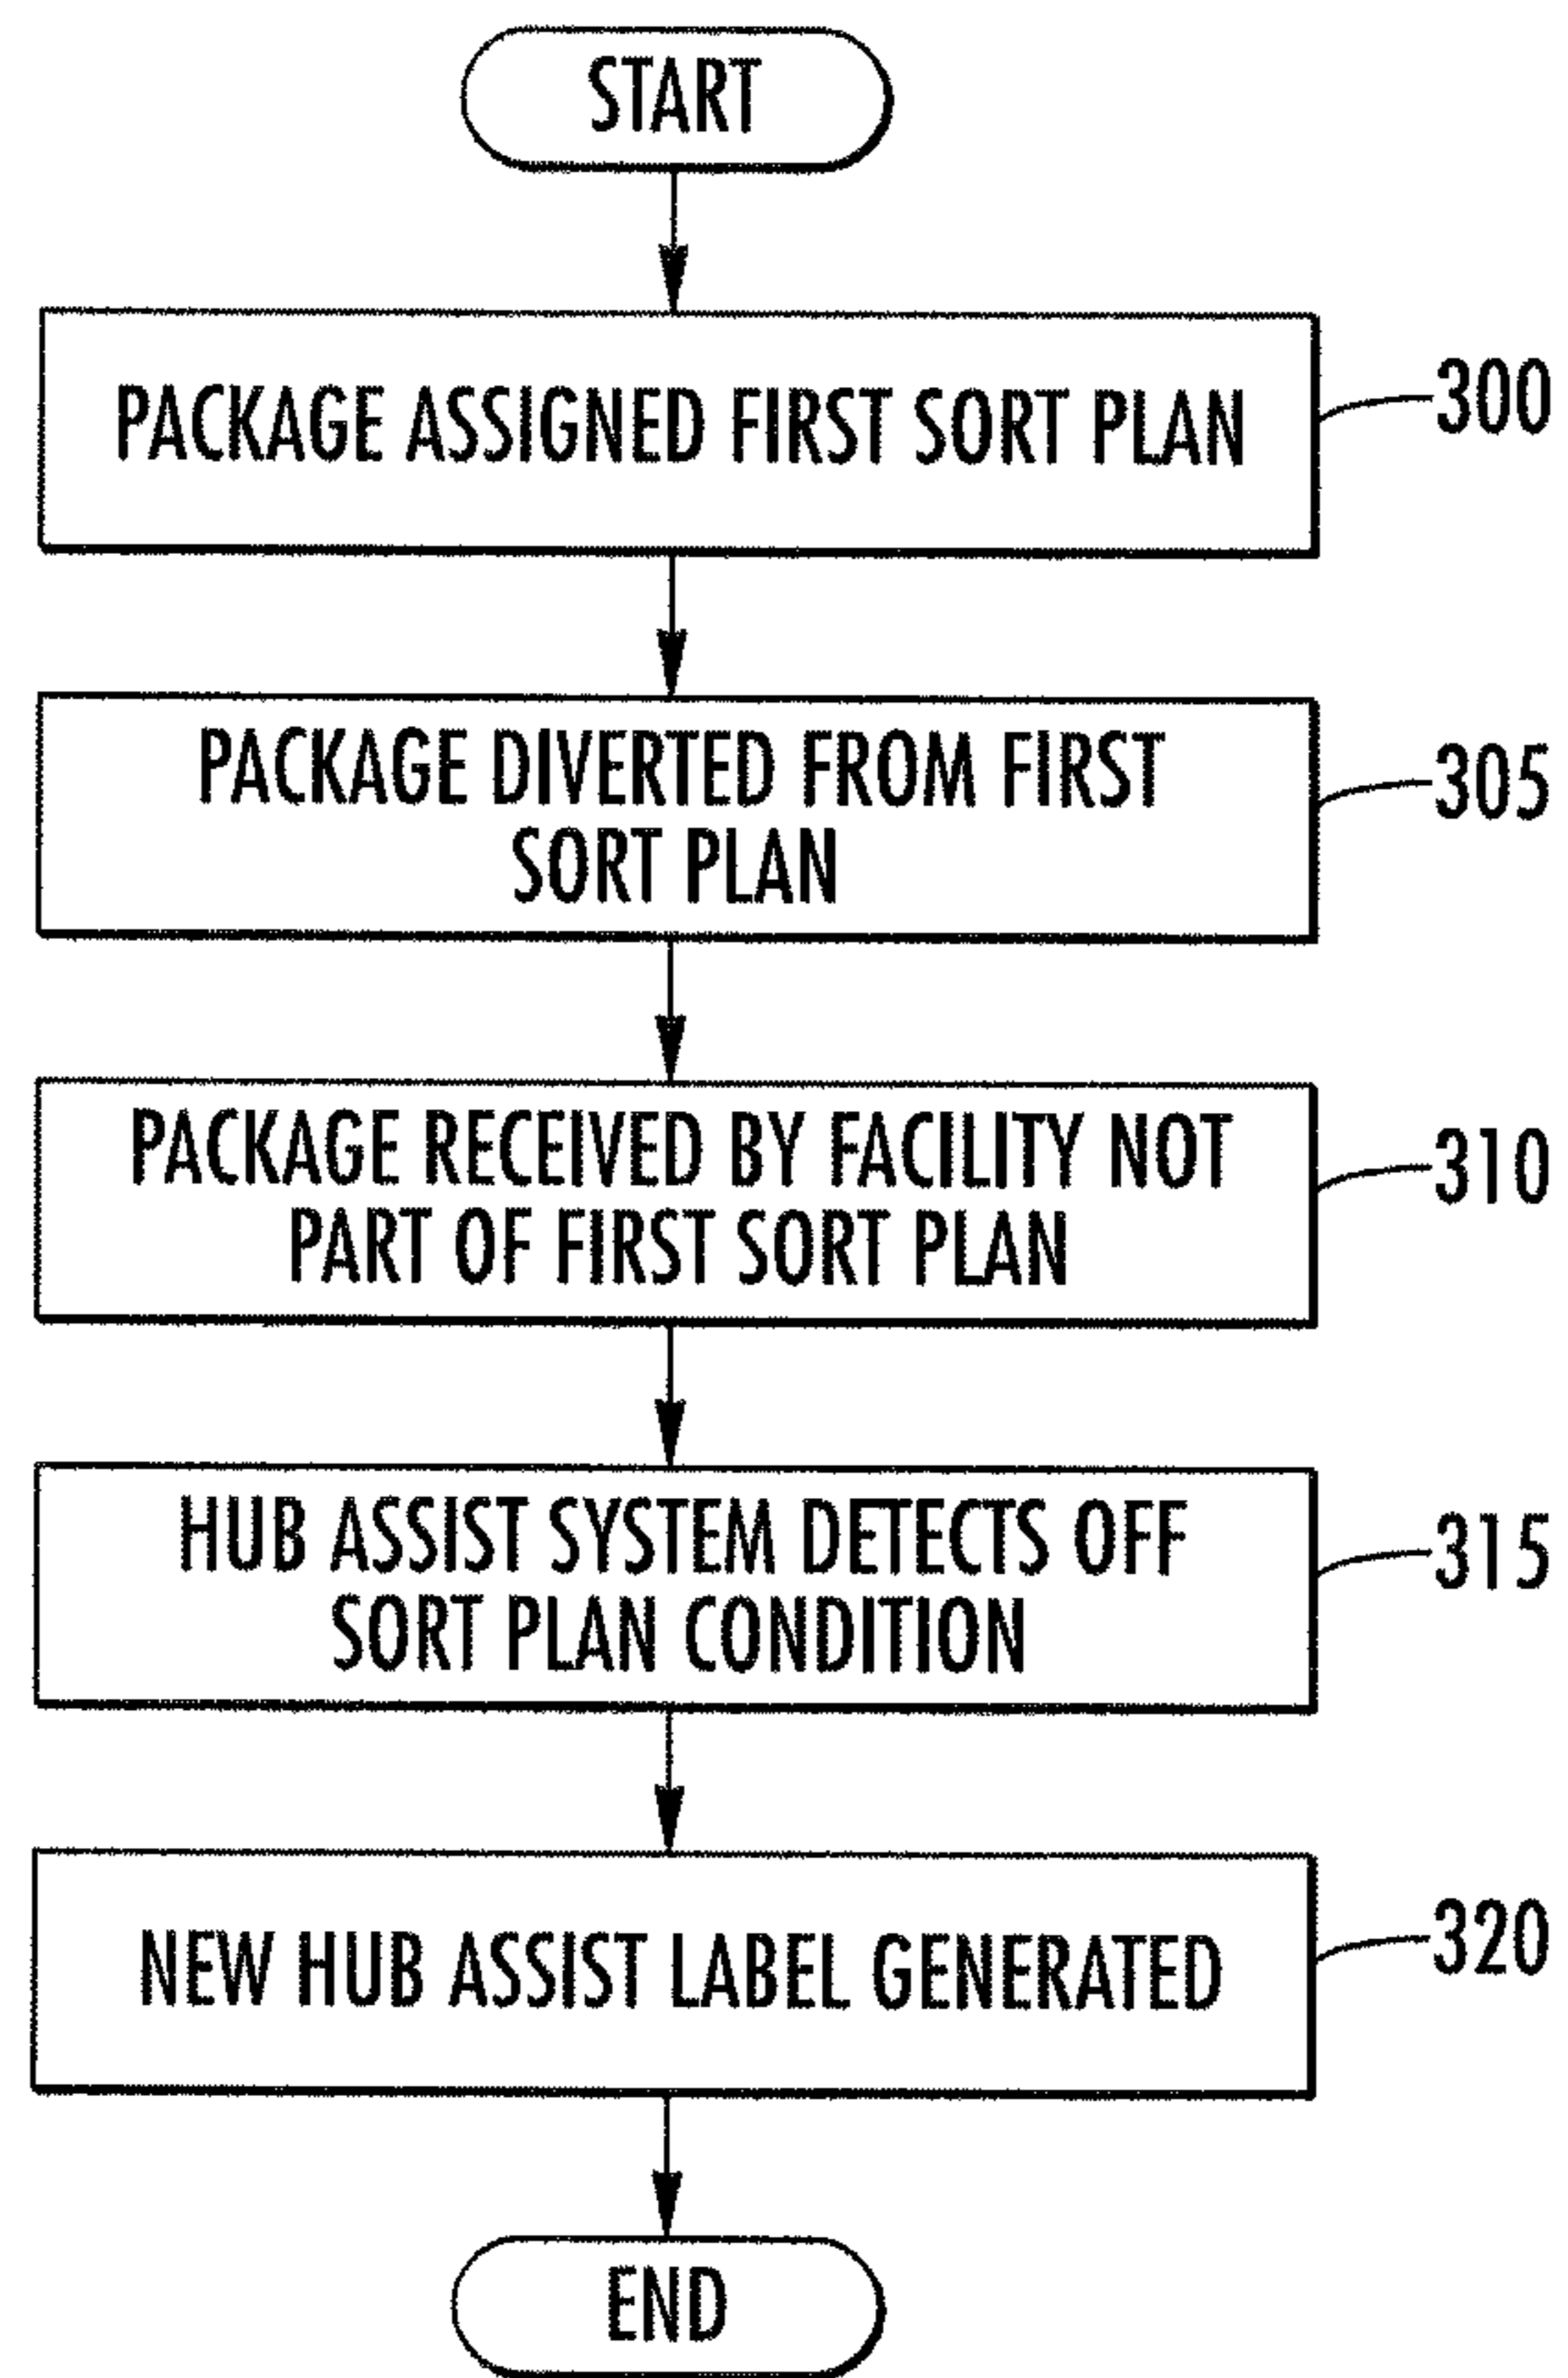 START
PACKAGE ASSIGNED FIRST SORT PLAN
300
PACKAGE DIVERTED FROM FIRST
SORT PLAN
305
PACKAGE RECEIVED BY FACILITY NOT
PART OF FIRST SORT PLAN
310
HUB ASSIST SYSTEM DETECTS OFF
SORT PLAN CONDITION
315
NEW HUB ASSIST LABEL GENERATED
320
END